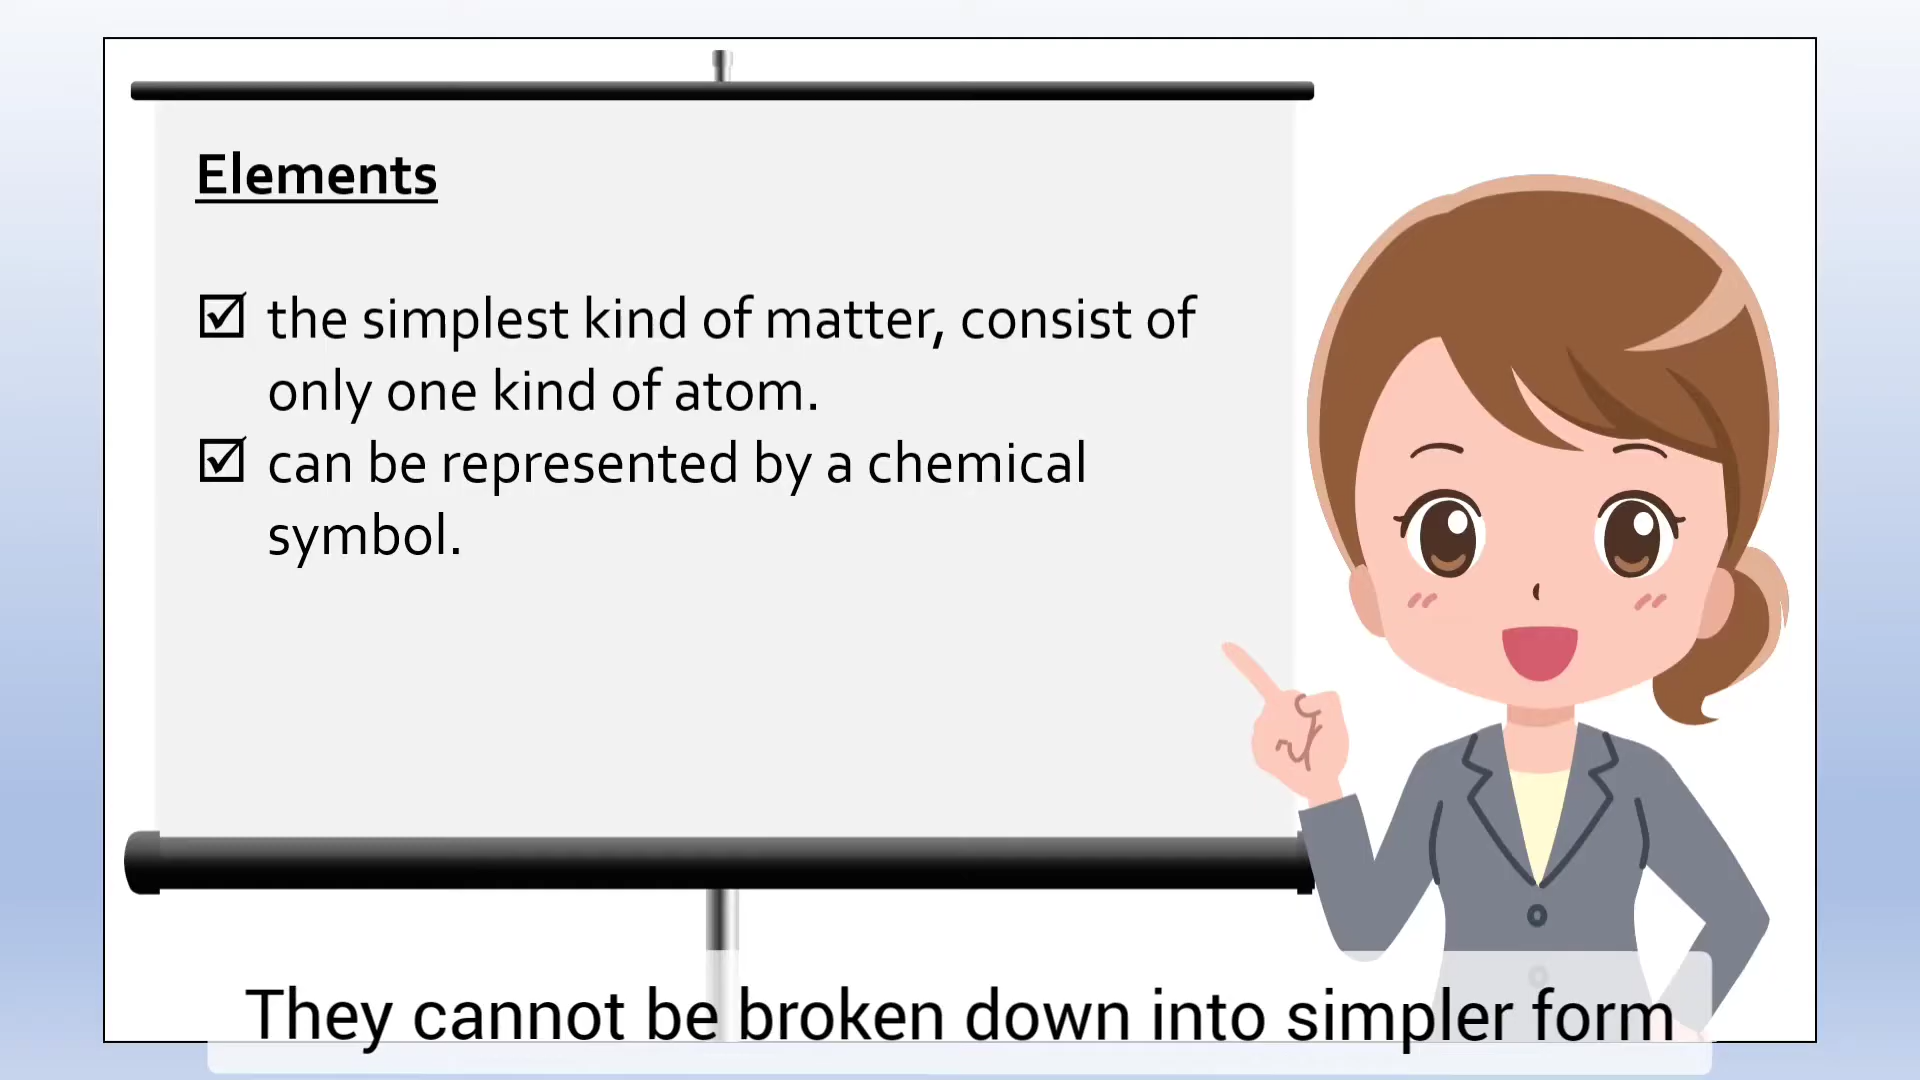 Elements
the simplest kind of matter, consist of
only one kind of atom.
can be represented by a chemical
symbol.
They cannot be broken down into simpler form